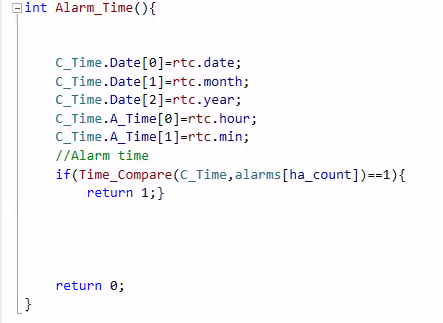 int Alarm_Time(){
C_Time.Date[0]=rtc.date;
C_Time.Date[1]=rtc.month;
C_Time.Date[2]=rtc.year;
C_Time.A_Time[0]=rtc.hour;
C_Time.A_Time[1]=rtc.min;
//Alarm time
if(Time_Compare(C_Time,alarms[ha_count])==1){
return 1;}
return 0;
}